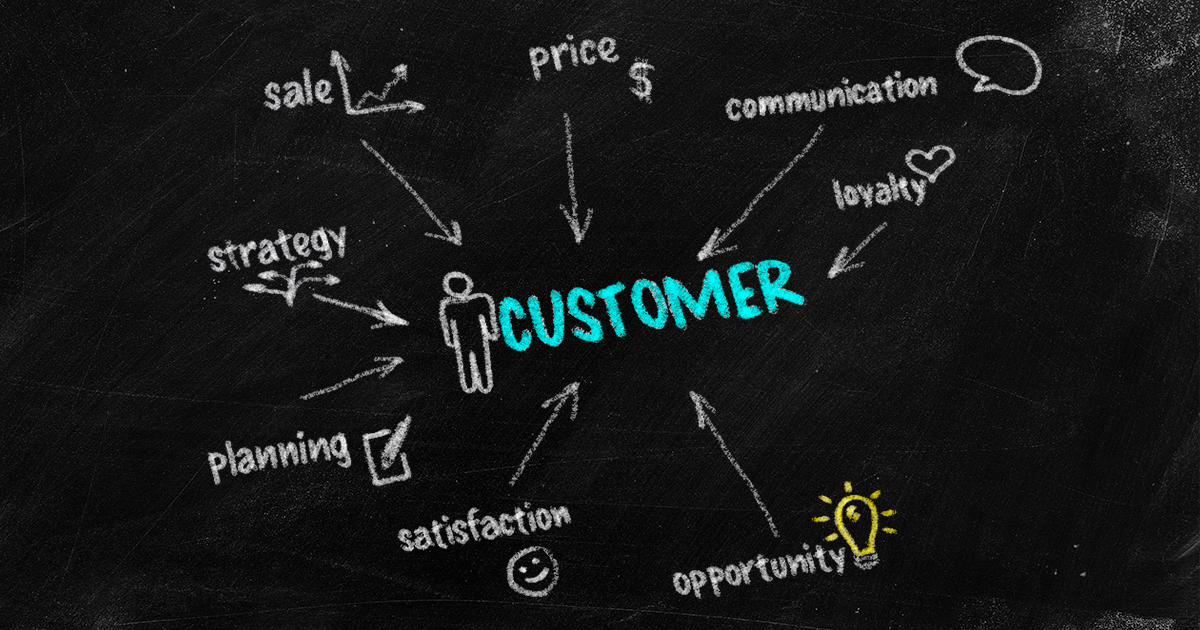 sale
price
$
communication
loyalty
strategy
CUSTOMER
planning
satisfaction
opportunity